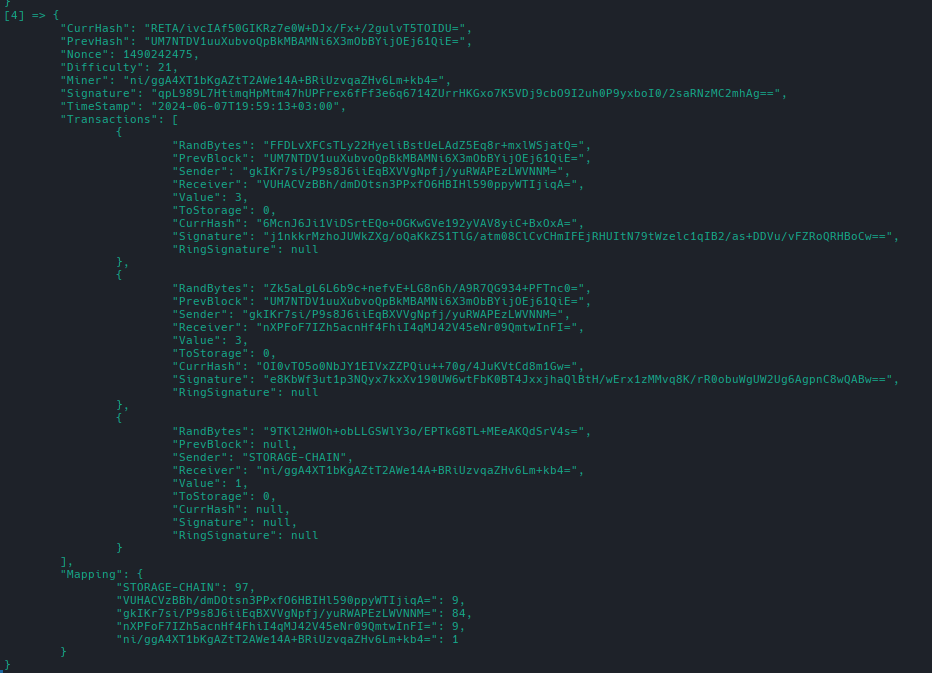 }
[4] => {
"CurrHash": "RETA/ivcIAf50GIKRz7e0W+DJx/Fx+/2gulvT5TOIDU=",
"PrevHash": "UM7NTDV1uuXubvoQpBkMBAMNi6X3mObBYijOEj61QiE=",
"Nonce": 1490242475,
"Difficulty": 21,
"Miner": "ni/ggA4XT1bKgAZtT2AWe14A+BRiUzvqaZHv6Lm+kb4=",
"Signature": "qpL989L7HtimqHpMtm47hUPFrex6fFf3e6q6714ZUrrHKGxo7K5VDj9cbO9I2uh0P9yxboI0/2saRNzMC2mhAg==",
"TimeStamp": "2024-06-07T19:59:13+03:00",
"Transactions": [
{
"RandBytes": "FFDLvXFCsTLy22HyeliBstUeLAdZ5Eq8r+mxlWSjatQ=",
"PrevBlock": "UM7NTDV1uuXubvoQpBkMBAMNi6X3mObBYijOEj61QiE=",
"Sender": "gkIKr7si/P9s8J6iiEqBXVVgNpfj/yuRWAPEzLWVNNM=",
"Receiver": "VUHACVzBBh/dmDOtsn3PPxfO6HBIHl590ppyWTIjiqA=",
"Value": 3,
"ToStorage": 0,
"CurrHash": "6McnJ6Ji1ViDSrtEQo+OGKwGVe192yVAV8yiC+BxOxA=",
"Signature": "j1nkkrMzhoJUWkZXg/oQaKkZS1TlG/atm08ClCvCHmIFEjRHUItN79tWzelc1qIB2/as+DDVu/vFZRoQRHBoCw==",
"RingSignature": null
},
{
"RandBytes": "Zk5aLgL6L6b9c+nefvE+LG8n6h/A9R7QG934+PFTnc0=",
"PrevBlock": "UM7NTDV1uuXubvoQpBkMBAMNi6X3mObBYijOEj61QiE=",
"Sender": "gkIKr7si/P9s8J6iiEqBXVVgNpfj/yuRWAPEzLWVNNM=",
"Receiver": "nXPFoF7IZh5acnHf4FhiI4qMJ42V45eNr09QmtwInFI=",
"Value": 3,
"ToStorage": 0,
"CurrHash": "OI0vTO5o0NbJY1EIVxZZPQiu++70g/4JuKVtCd8m1Gw=",
"Signature": "e8KbWf3ut1p3NQyx7kxXv190UW6wtFbK0BT4JxxjhaQlBtH/wErx1zMMvq8K/rR0obuWgUW2Ug6AgpnC8wQABw==",
"RingSignature": null
},
{
"RandBytes": "9TKl2HWOh+obLLGSWlY3o/EPTkG8TL+MEeAKQdSrV4s=",
"PrevBlock": null,
"Sender": "STORAGE-CHAIN",
"Receiver": "ni/ggA4XT1bKgAZtT2AWe14A+BRiUzvqaZHv6Lm+kb4=",
"Value": 1,
"ToStorage": 0,
"CurrHash": null,
"Signature": null,
"RingSignature": null
}
],
"Mapping": {
"STORAGE-CHAIN": 97,
"VUHACVzBBh/dmDOtsn3PPxfO6HBIHl590ppyWTIjiqA=": 9,
"gkIKr7si/P9s8J6iiEqBXVVgNpfj/yuRWAPEzLWVNNM=": 84,
"nXPFoF7IZh5acnHf4FhiI4qMJ42V45eNr09QmtwInFI=": 9,
"ni/ggA4XT1bKgAZtT2AWe14A+BRiUzvqaZHv6Lm+kb4=": 1
}
}